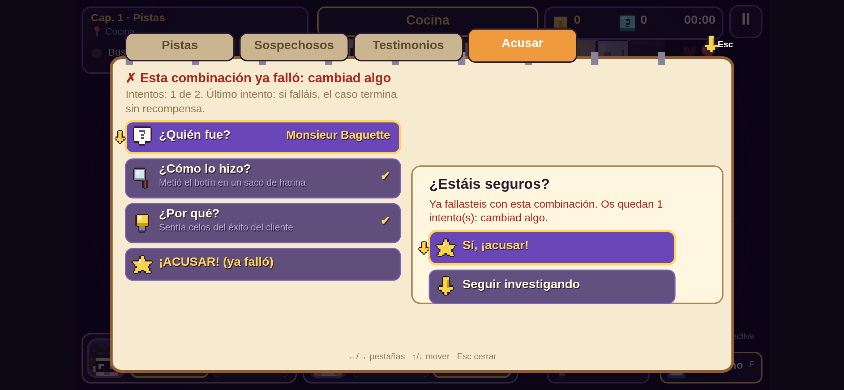 Cap. 1 · Pistas
Cocina
0
0
00:00
Cocina
Bus
Pistas
Sospechosos
Testimonios
Acusar
Esc
✗ Esta combinación ya falló: cambiad algo
Intentos: 1 de 2. Último intento: si falláis, el caso termina
sin recompensa.
¿Quién fue?
Monsieur Baguette
¿Cómo lo hizo?
Metió el botín en un saco de harina
✔
¿Por qué?
Sentía celos del éxito del cliente
✔
¡ACUSAR! (ya falló)
¿Estáis seguros?
Ya fallasteis con esta combinación. Os quedan 1
intento(s): cambiad algo.
Sí, ¡acusar!
Seguir investigando
←/→ pestañas ↑/↓ mover Esc cerrar
F